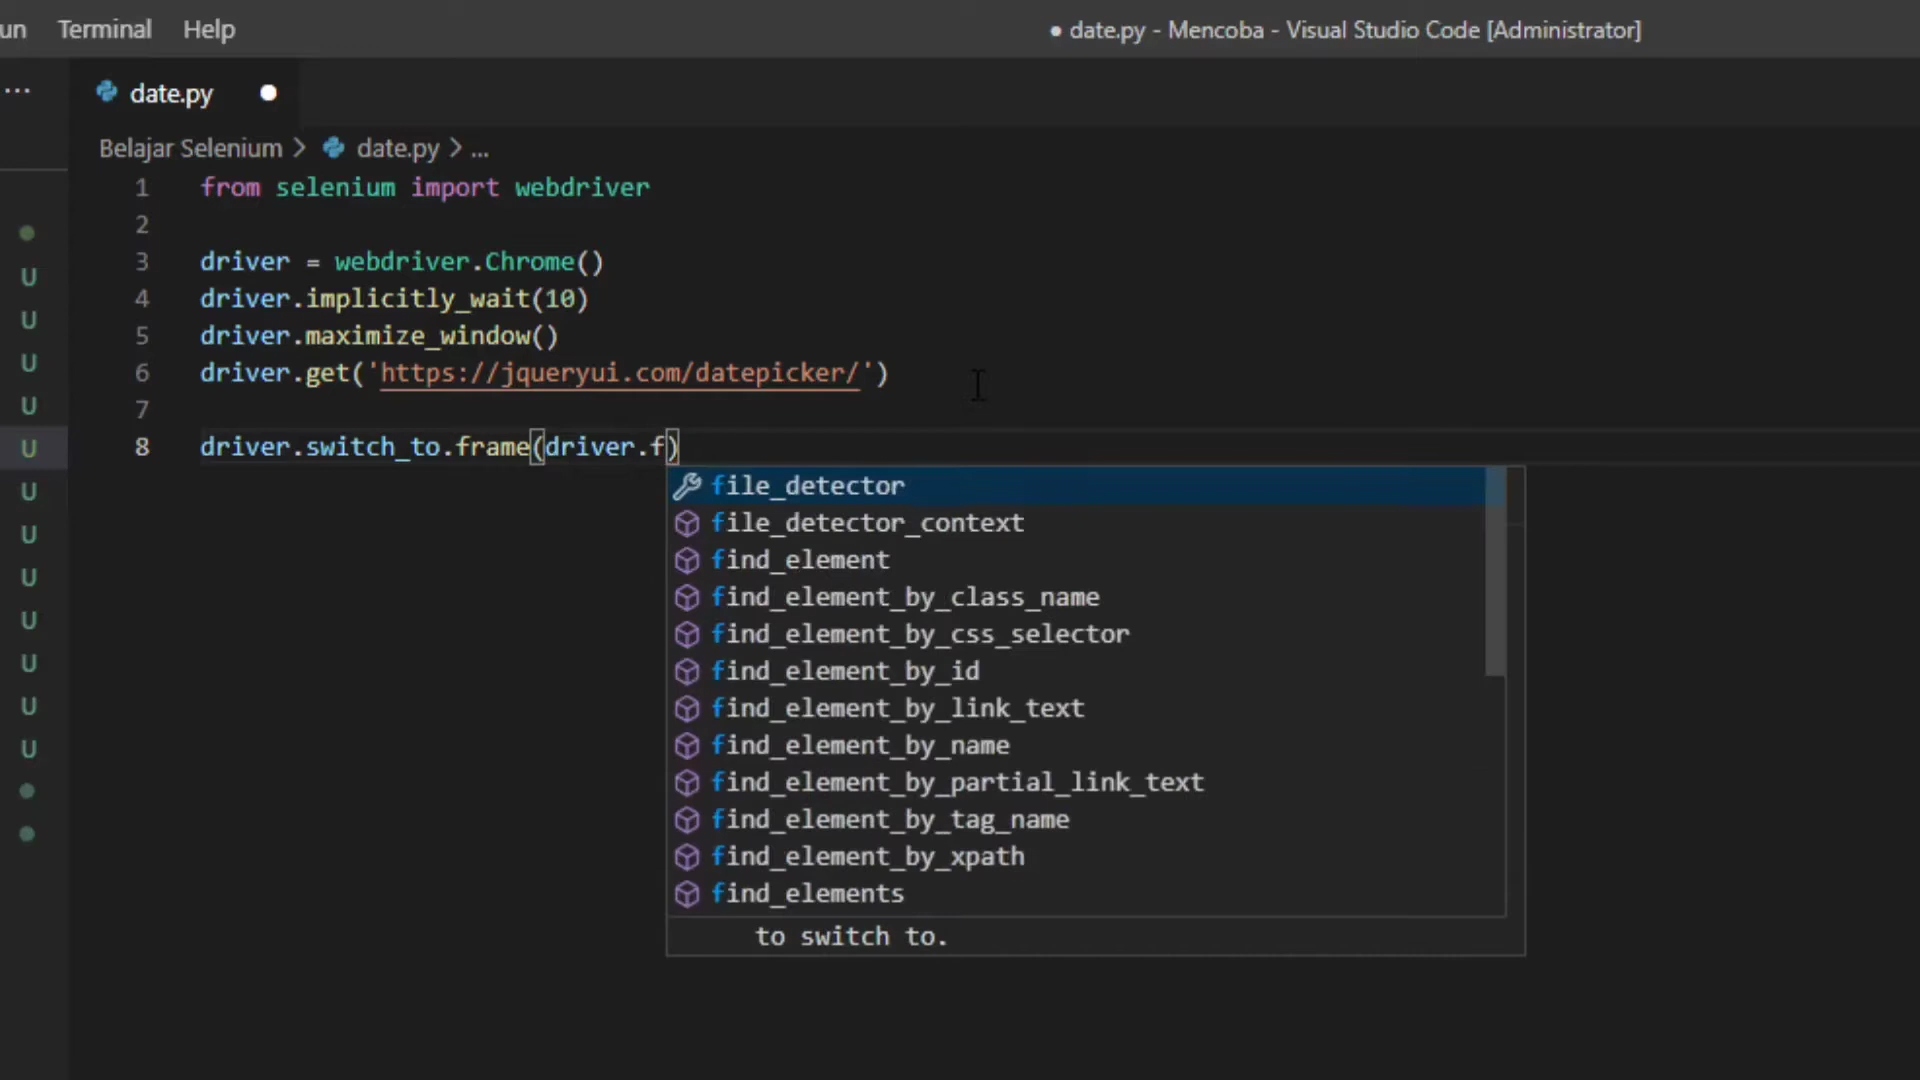 un Terminal Help
● date.py - Mencoba - Visual Studio Code [Administrator]
... date.py ●
Belajar Selenium > date.py > ...
1 from selenium import webdriver
2
3 driver = webdriver.Chrome()
4 driver.implicitly_wait(10)
5 driver.maximize_window()
6 driver.get('https://jqueryui.com/datepicker/')
7
8 driver.switch_to.frame(driver.f)
file_detector
file_detector_context
find_element
find_element_by_class_name
find_element_by_css_selector
find_element_by_id
find_element_by_link_text
find_element_by_name
find_element_by_partial_link_text
find_element_by_tag_name
find_element_by_xpath
find_elements
to switch to.
U
U
U
U
U
U
U
U
U
U
U
U